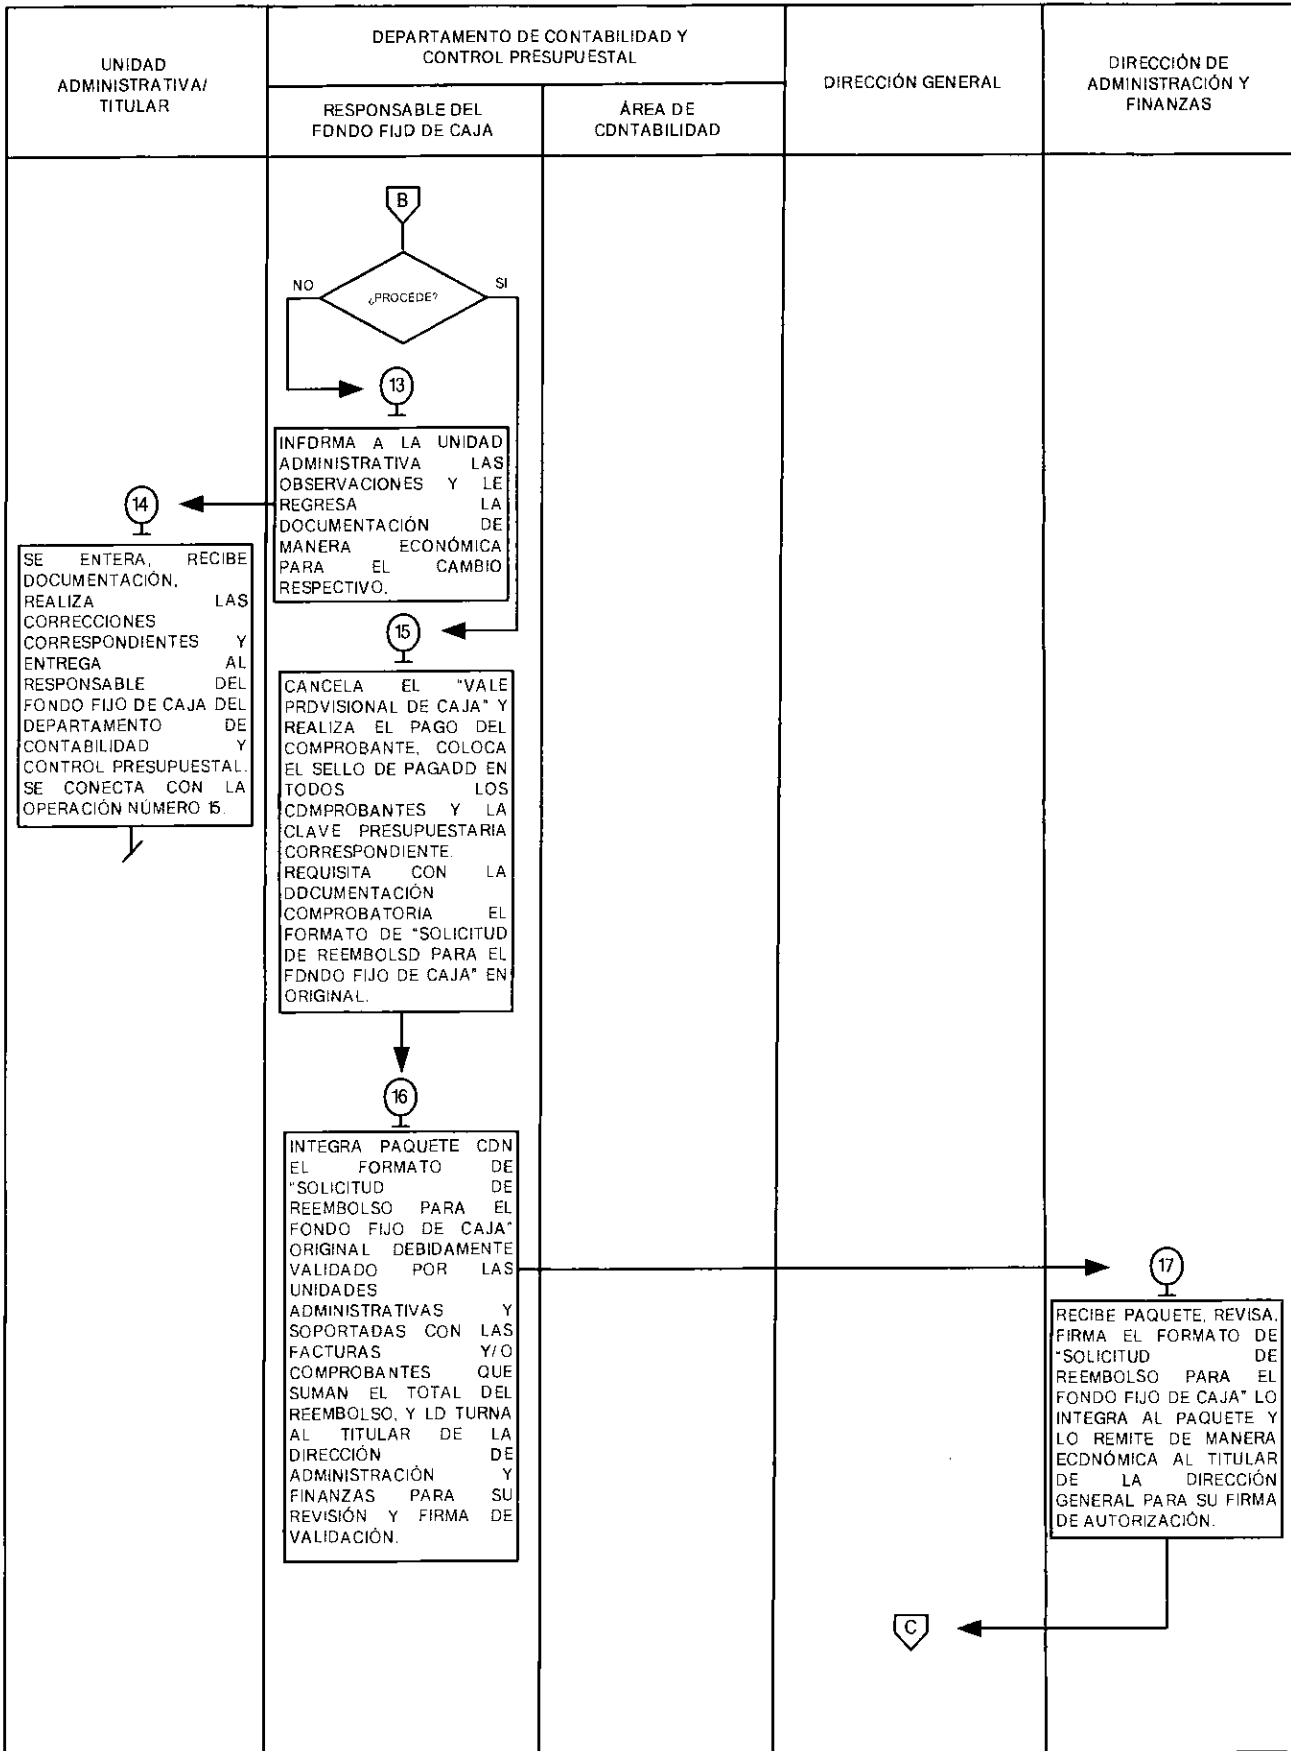 UNIDAD
ADMINISTRATIVA/
TITULAR
DEPARTAMENTO DE CONTABILIDAD Y
CONTROL PRESUPUESTAL
RESPONSABLE DEL
FONDO FIJO DE CAJA
ÁREA DE
CONTABILIDAD
DIRECCIÓN GENERAL
DIRECCIÓN DE
ADMINISTRACIÓN Y
FINANZAS
B
NO
¿PROCEDE?
SI
13
INFORMA A LA UNIDAD
ADMINISTRATIVA LAS
OBSERVACIONES Y LE
REGRESA LA
DOCUMENTACIÓN DE
MANERA ECONÓMICA
PARA EL CAMBIO
RESPECTIVO.
14
SE ENTERA, RECIBE
DOCUMENTACIÓN,
REALIZA LAS
CORRECCIONES
CORRESPONDIENTES Y
ENTREGA AL
RESPONSABLE DEL
FONDO FIJO DE CAJA DEL
DEPARTAMENTO DE
CONTABILIDAD Y
CONTROL PRESUPUESTAL.
SE CONECTA CON LA
OPERACIÓN NÚMERO 15.
15
CANCELA EL "VALE
PROVISIONAL DE CAJA" Y
REALIZA EL PAGO DEL
COMPROBANTE, COLOCA
EL SELLO DE PAGADO EN
TODOS LOS
COMPROBANTES Y LA
CLAVE PRESUPUESTARIA
CORRESPONDIENTE.
REQUISITA CON LA
DOCUMENTACIÓN
COMPROBATORIA EL
FORMATO DE "SOLICITUD
DE REEMBOLSO PARA EL
FONDO FIJO DE CAJA" EN
ORIGINAL.
16
INTEGRA PAQUETE CON
EL FORMATO DE
"SOLICITUD DE
REEMBOLSO PARA EL
FONDO FIJO DE CAJA"
ORIGINAL DEBIDAMENTE
VALIDADO POR LAS
UNIDADES
ADMINISTRATIVAS Y
SOPORTADAS CON LAS
FACTURAS Y/O
COMPROBANTES QUE
SUMAN EL TOTAL DEL
REEMBOLSO, Y LO TURNA
AL TITULAR DE LA
DIRECCIÓN DE
ADMINISTRACIÓN Y
FINANZAS PARA SU
REVISIÓN Y FIRMA DE
VALIDACIÓN.
17
RECIBE PAQUETE, REVISA,
FIRMA EL FORMATO DE
"SOLICITUD DE
REEMBOLSO PARA EL
FONDO FIJO DE CAJA" LO
INTEGRA AL PAQUETE Y
LO REMITE DE MANERA
ECONÓMICA AL TITULAR
DE LA DIRECCIÓN
GENERAL PARA SU FIRMA
DE AUTORIZACIÓN.
C